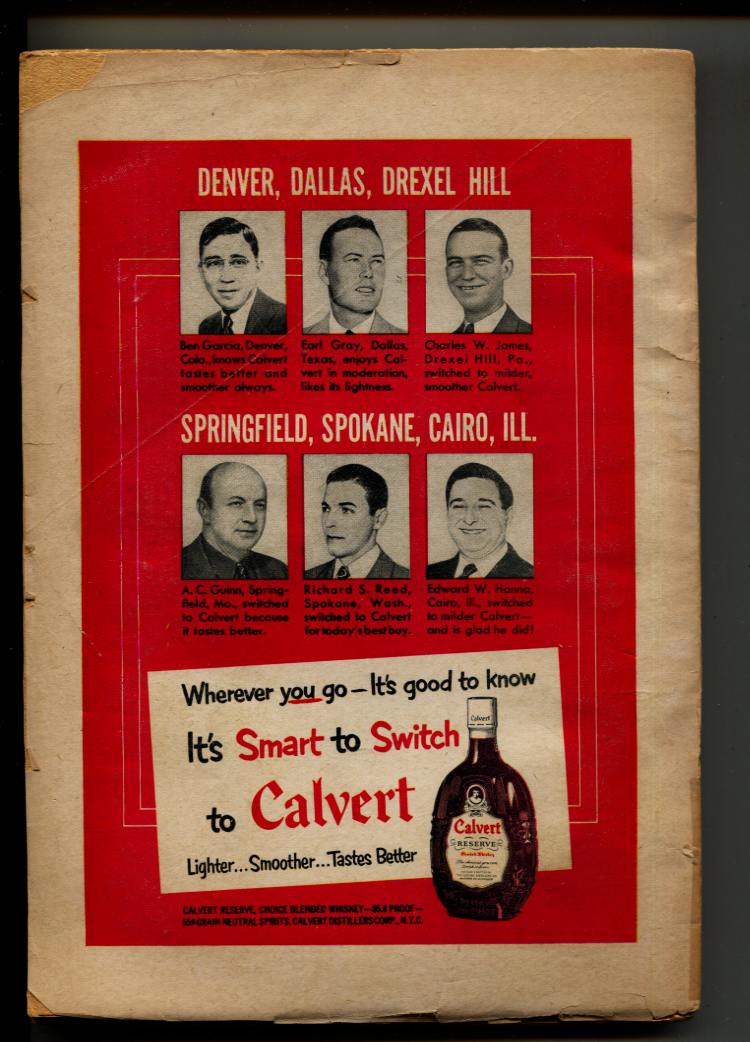 DENVER, DALLAS, DREXEL HILL
Ben Garcia, Denver,
Colo., knows Calvert
tastes better and
smoother always.
Earl Gray, Dallas,
Texas, enjoys Cal-
vert in moderation,
likes its lightness.
Charles W. James,
Drexel Hill, Pa.,
switched to milder,
smoother Calvert.
SPRINGFIELD, SPOKANE, CAIRO, ILL.
A. C. Guinn, Spring-
field, Mo., switched
to Calvert because
it tastes better.
Richard S. Reed,
Spokane, Wash.,
switched to Calvert
for today's best buy.
Edward W. Hanna,
Cairo, Ill., switched
to milder Calvert—
and is glad he did!
Wherever you go—It's good to know
It's Smart to Switch
to Calvert
Lighter...Smoother...Tastes Better
Calvert
Calvert
RESERVE
Blended Whiskey
CALVERT RESERVE, CHOICE BLENDED WHISKEY—86.8 PROOF—
65% GRAIN NEUTRAL SPIRITS. CALVERT DISTILLERS CORP., N.Y.C.